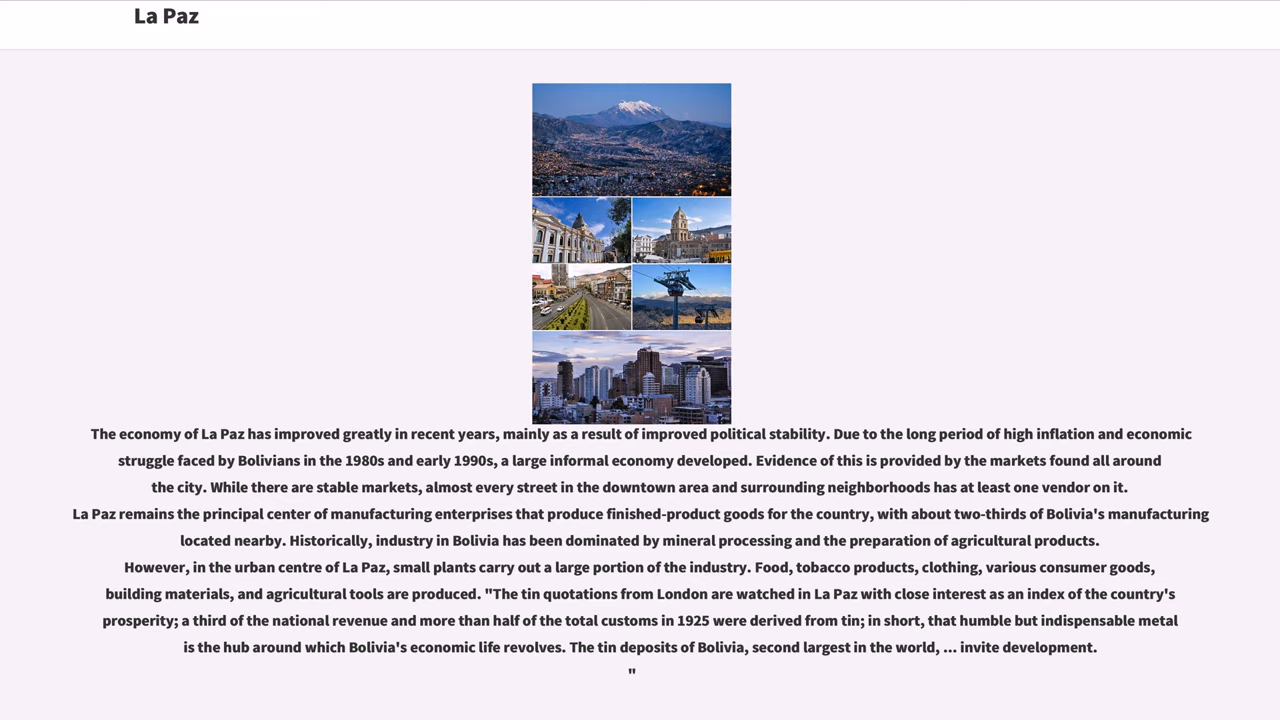 La Paz
The economy of La Paz has improved greatly in recent years, mainly as a result of improved political stability. Due to the long period of high inflation and economic
struggle faced by Bolivians in the 1980s and early 1990s, a large informal economy developed. Evidence of this is provided by the markets found all around
the city. While there are stable markets, almost every street in the downtown area and surrounding neighborhoods has at least one vendor on it.
La Paz remains the principal center of manufacturing enterprises that produce finished-product goods for the country, with about two-thirds of Bolivia's manufacturing
located nearby. Historically, industry in Bolivia has been dominated by mineral processing and the preparation of agricultural products.
However, in the urban centre of La Paz, small plants carry out a large portion of the industry. Food, tobacco products, clothing, various consumer goods,
building materials, and agricultural tools are produced. "The tin quotations from London are watched in La Paz with close interest as an index of the country's
prosperity; a third of the national revenue and more than half of the total customs in 1925 were derived from tin; in short, that humble but indispensable metal
is the hub around which Bolivia's economic life revolves. The tin deposits of Bolivia, second largest in the world, ... invite development.
"